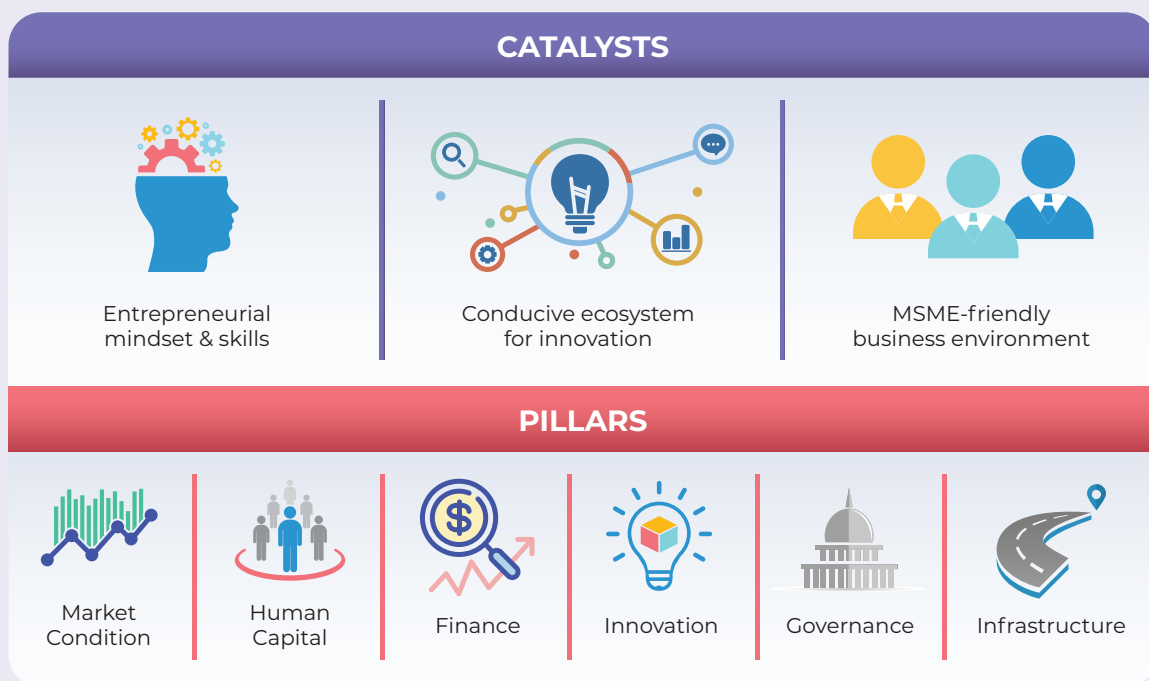 CATALYSTS
Entrepreneurial
mindset & skills
Conducive ecosystem
for innovation
MSME-friendly
business environment
PILLARS
Market
Condition
Human
Capital
$
Finance
Innovation
Governance
Infrastructure